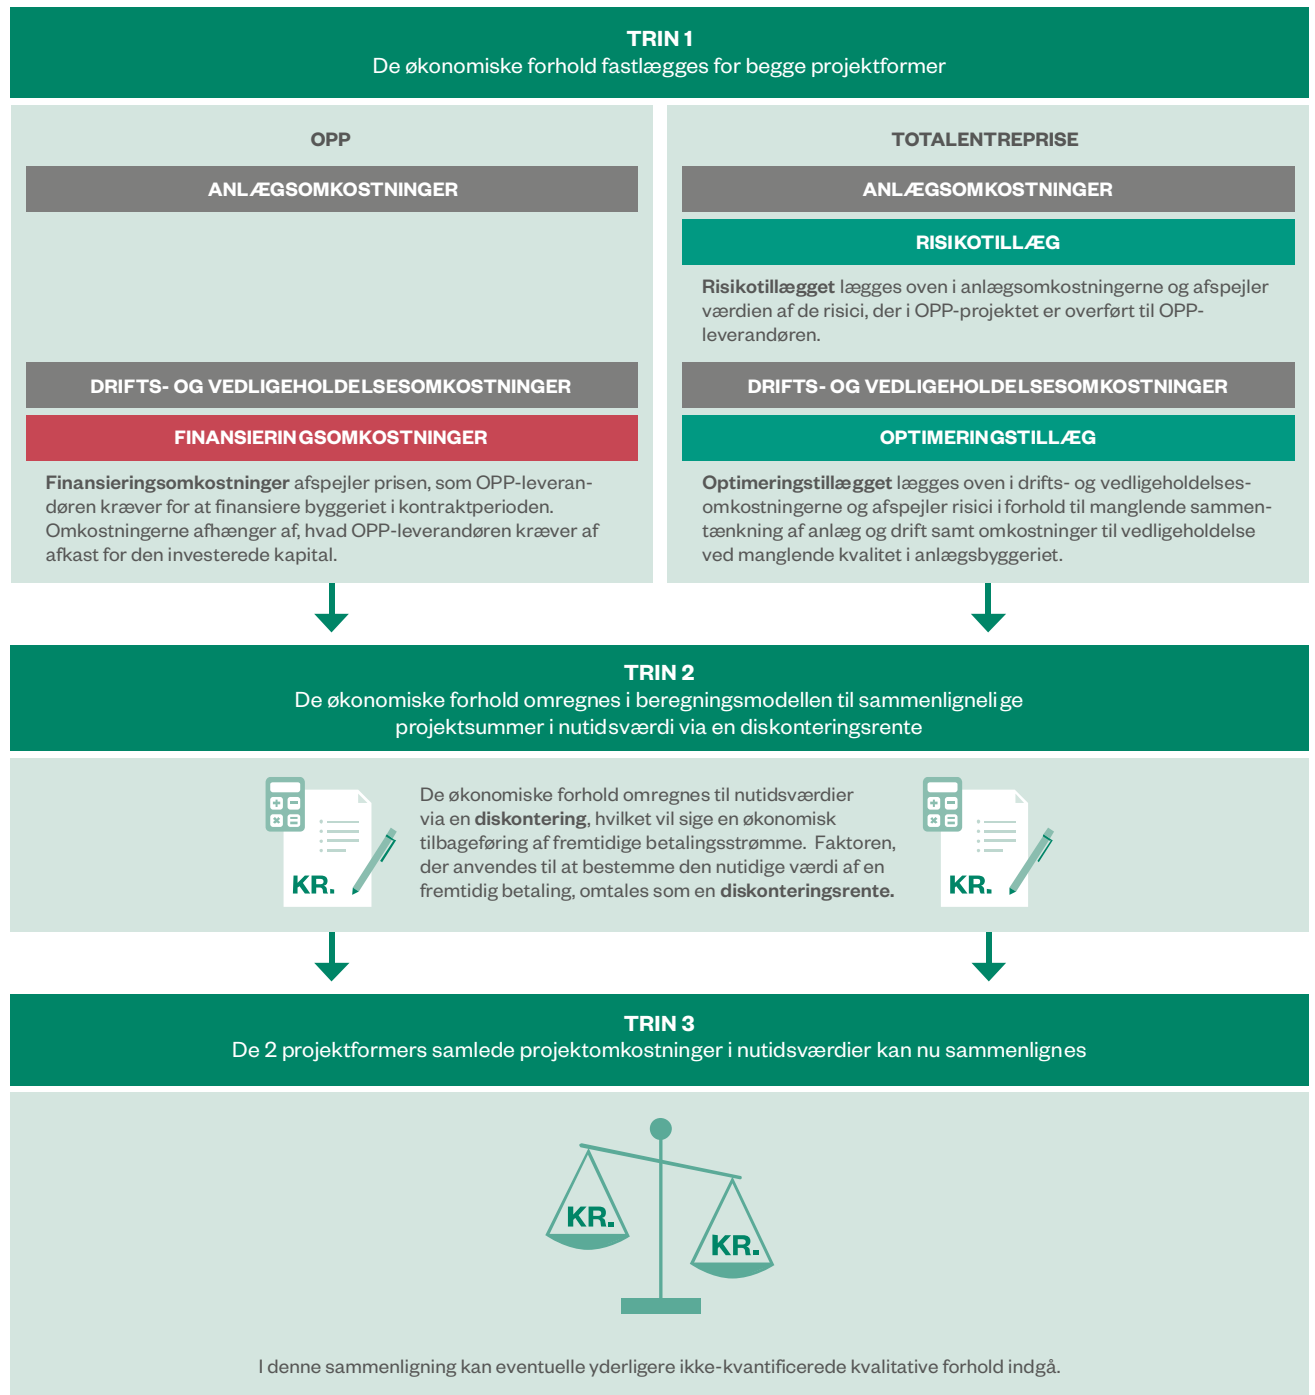 TRIN 1
De økonomiske forhold fastlægges for begge projektformer
OPP
ANLÆGSOMKOSTNINGER
DRIFTS- OG VEDLIGEHOLDELSESOMKOSTNINGER
FINANSIERINGSOMKOSTNINGER
Finansieringsomkostninger afspejler prisen, som OPP-leveran-
døren kræver for at finansiere byggeriet i kontraktperioden.
Omkostningerne afhænger af, hvad OPP-leverandøren kræver af
afkast for den investerede kapital.
TOTALENTREPRISE
ANLÆGSOMKOSTNINGER
RISIKOTILLÆG
Risikotillægget lægges oven i anlægsomkostningerne og afspejler
værdien af de risici, der i OPP-projektet er overført til OPP-
leverandøren.
DRIFTS- OG VEDLIGEHOLDELSESOMKOSTNINGER
OPTIMERINGSTILLÆG
Optimeringstillægget lægges oven i drifts- og vedligeholdelses-
omkostningerne og afspejler risici i forhold til manglende sammen-
tænkning af anlæg og drift samt omkostninger til vedligeholdelse
ved manglende kvalitet i anlægsbyggeriet.
TRIN 2
De økonomiske forhold omregnes i beregningsmodellen til sammenlignelige
projektsummer i nutidsværdi via en diskonteringsrente
KR.
De økonomiske forhold omregnes til nutidsværdier
via en diskontering, hvilket vil sige en økonomisk
tilbageføring af fremtidige betalingsstrømme. Faktoren,
der anvendes til at bestemme den nutidige værdi af en
fremtidig betaling, omtales som en diskonteringsrente.
KR.
TRIN 3
De 2 projektformers samlede projektomkostninger i nutidsværdier kan nu sammenlignes
KR.
KR.
I denne sammenligning kan eventuelle yderligere ikke-kvantificerede kvalitative forhold indgå.